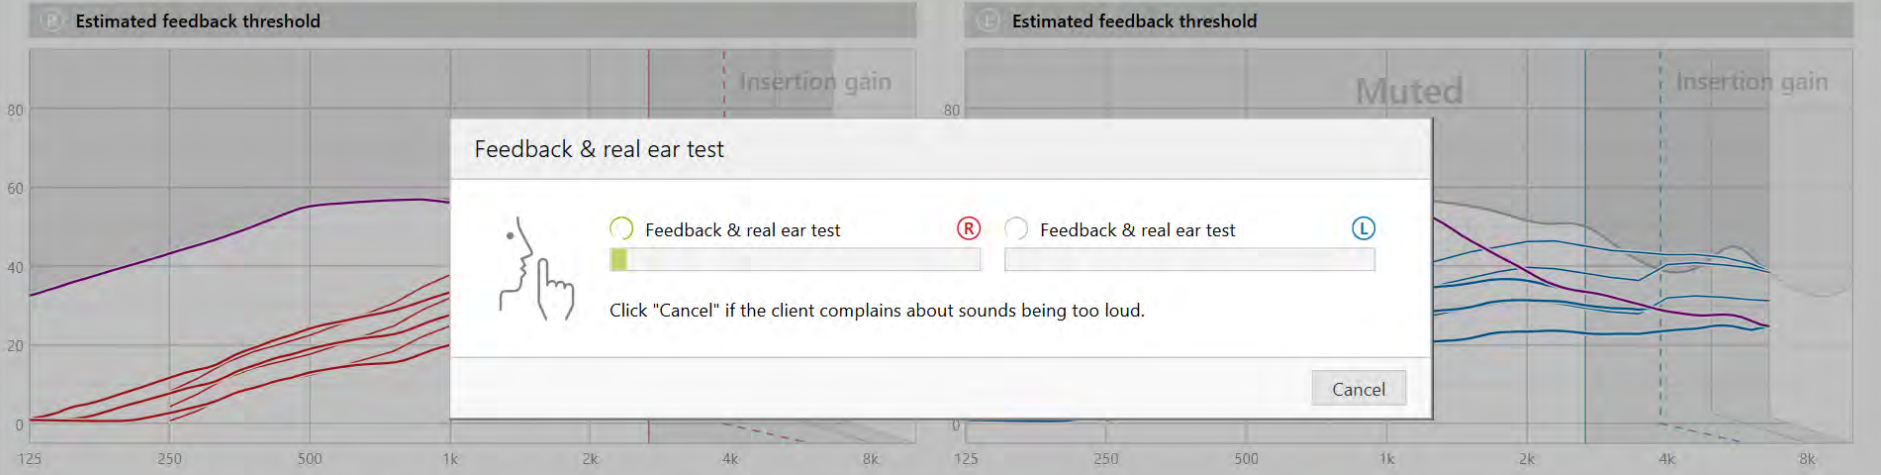 R Estimated feedback threshold
L Estimated feedback threshold
Insertion gain
Muted
Insertion gain
80
60
40
20
0
125 250 500 1k 2k 4k 8k
80
0
125 250 500 1k 2k 4k 8k
Feedback & real ear test
Feedback & real ear test R
Feedback & real ear test L
Click "Cancel" if the client complains about sounds being too loud.
Cancel